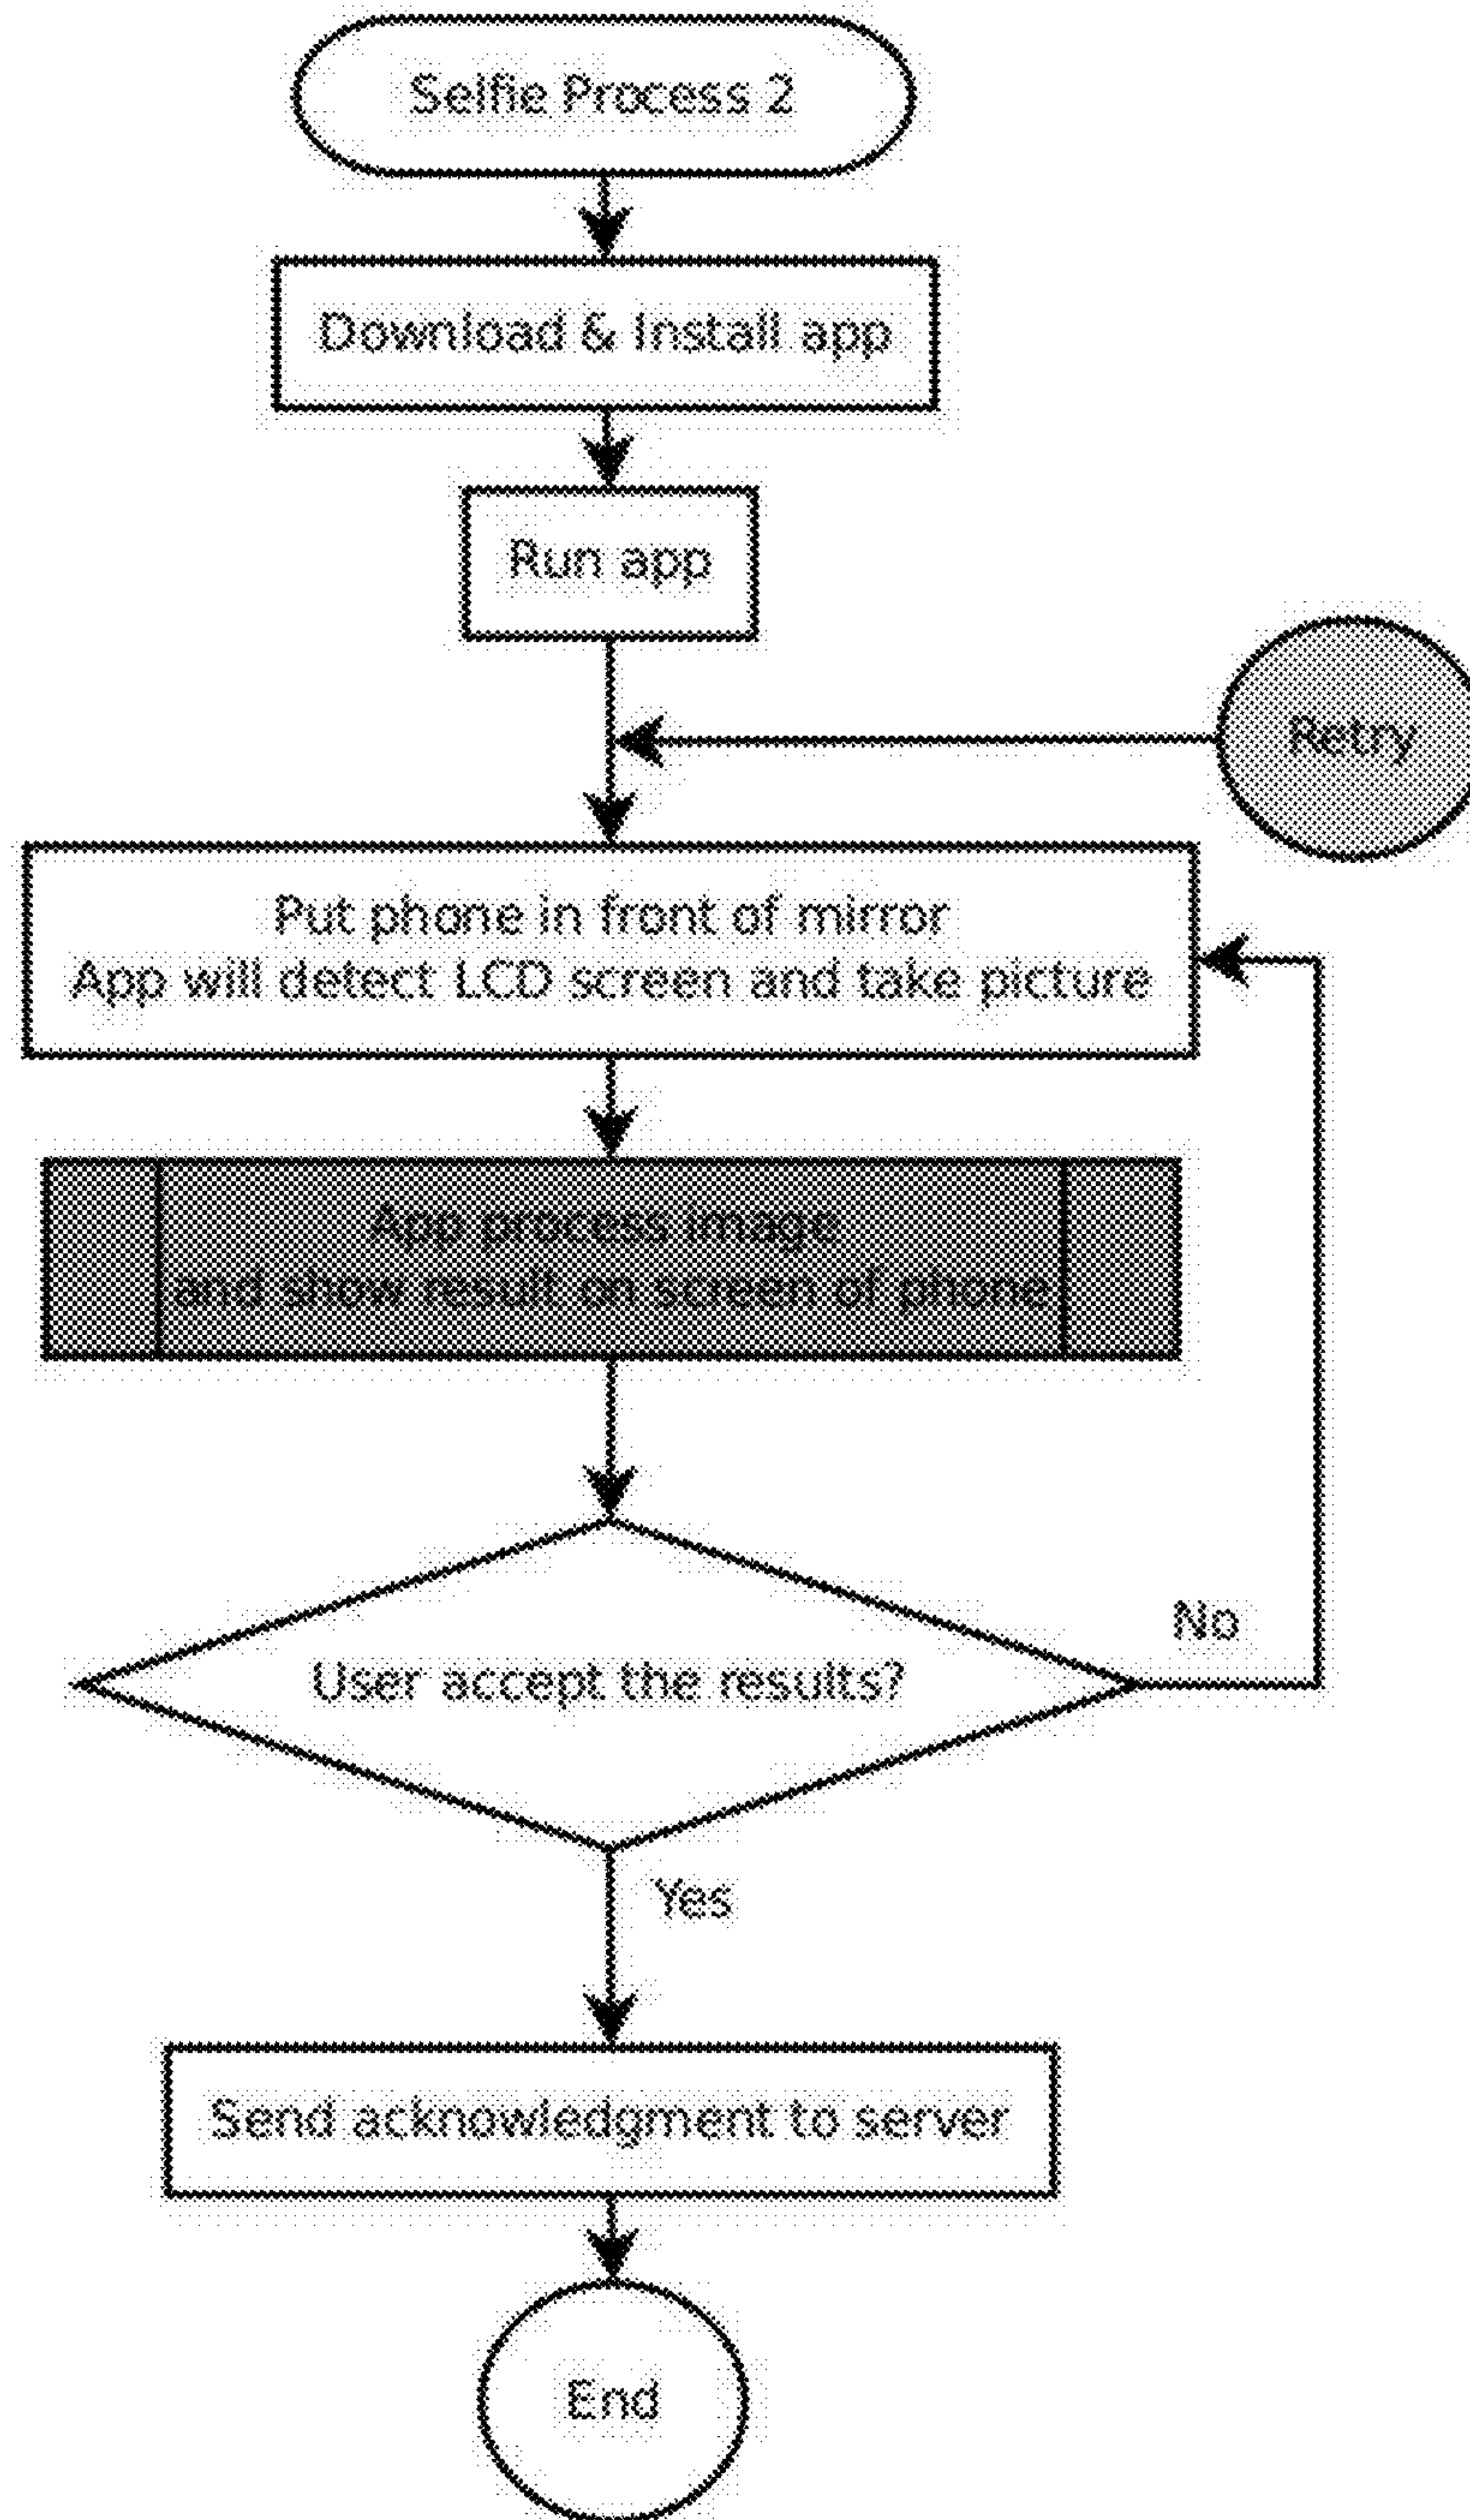 Selfie Process 2
Download & Install app
Run app
Retry
Put phone in front of mirror
App will detect LCD screen and take picture
App process image
and show result on screen of phone
No
User accept the results?
Yes
Send acknowledgment to server
End